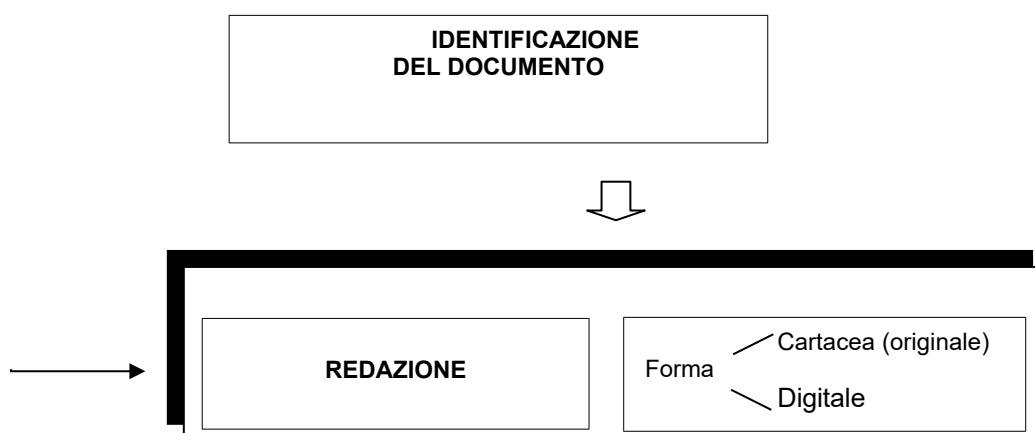 IDENTIFICAZIONE
DEL DOCUMENTO
REDAZIONE
Forma
Cartacea (originale)
Digitale